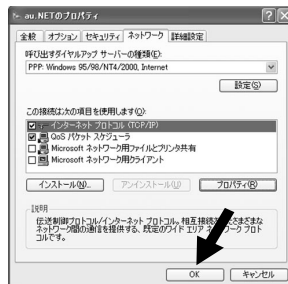 au.NETのプロパティ
全般 オプション セキュリティ ネットワーク 詳細設定
呼び出すダイヤルアップ サーバーの種類(E):
PPP: Windows 95/98/NT4/2000, Internet
設定(S)
この接続は次の項目を使用します(O):
インターネット プロトコル (TCP/IP)
QoS パケット スケジューラ
Microsoft ネットワーク用ファイルとプリンタ共有
Microsoft ネットワーク用クライアント
インストール(N)... アンインストール(U) プロパティ(R)
説明
伝送制御プロトコル/インターネット プロトコル。相互接続 さまざまな
ネットワーク間の通信を提供する、既定のワイド エリア ワーク プロト
コルです。
OK キャンセル